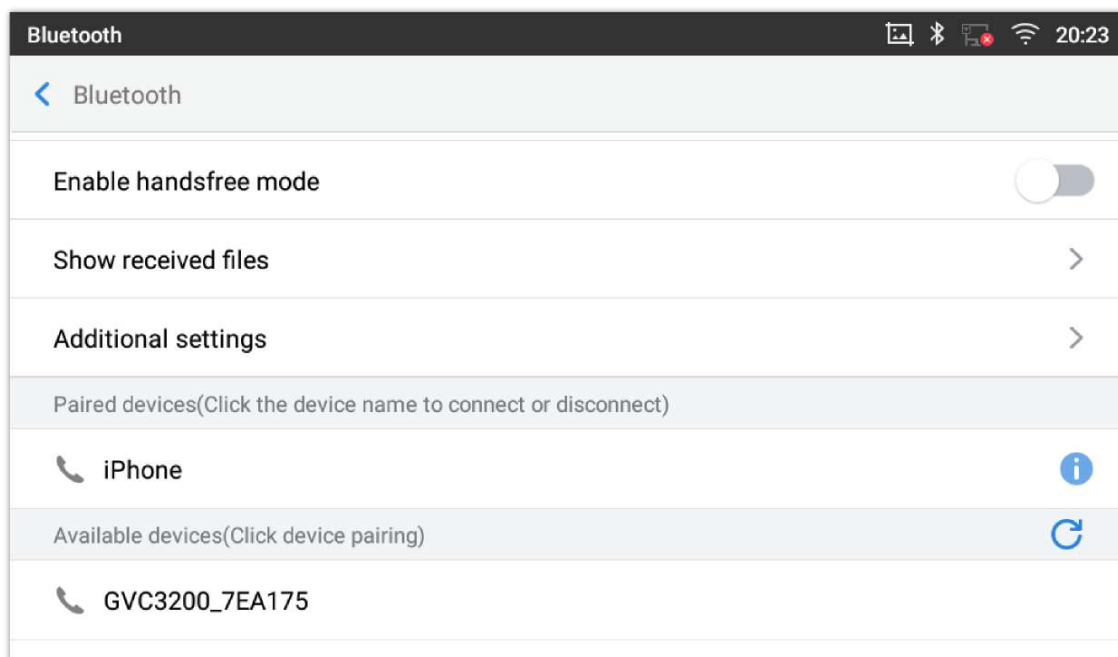 Bluetooth 20:23
Bluetooth
Enable handsfree mode
Show received files
Additional settings
Paired devices(Click the device name to connect or disconnect)
iPhone
Available devices(Click device pairing)
GVC3200_7EA175